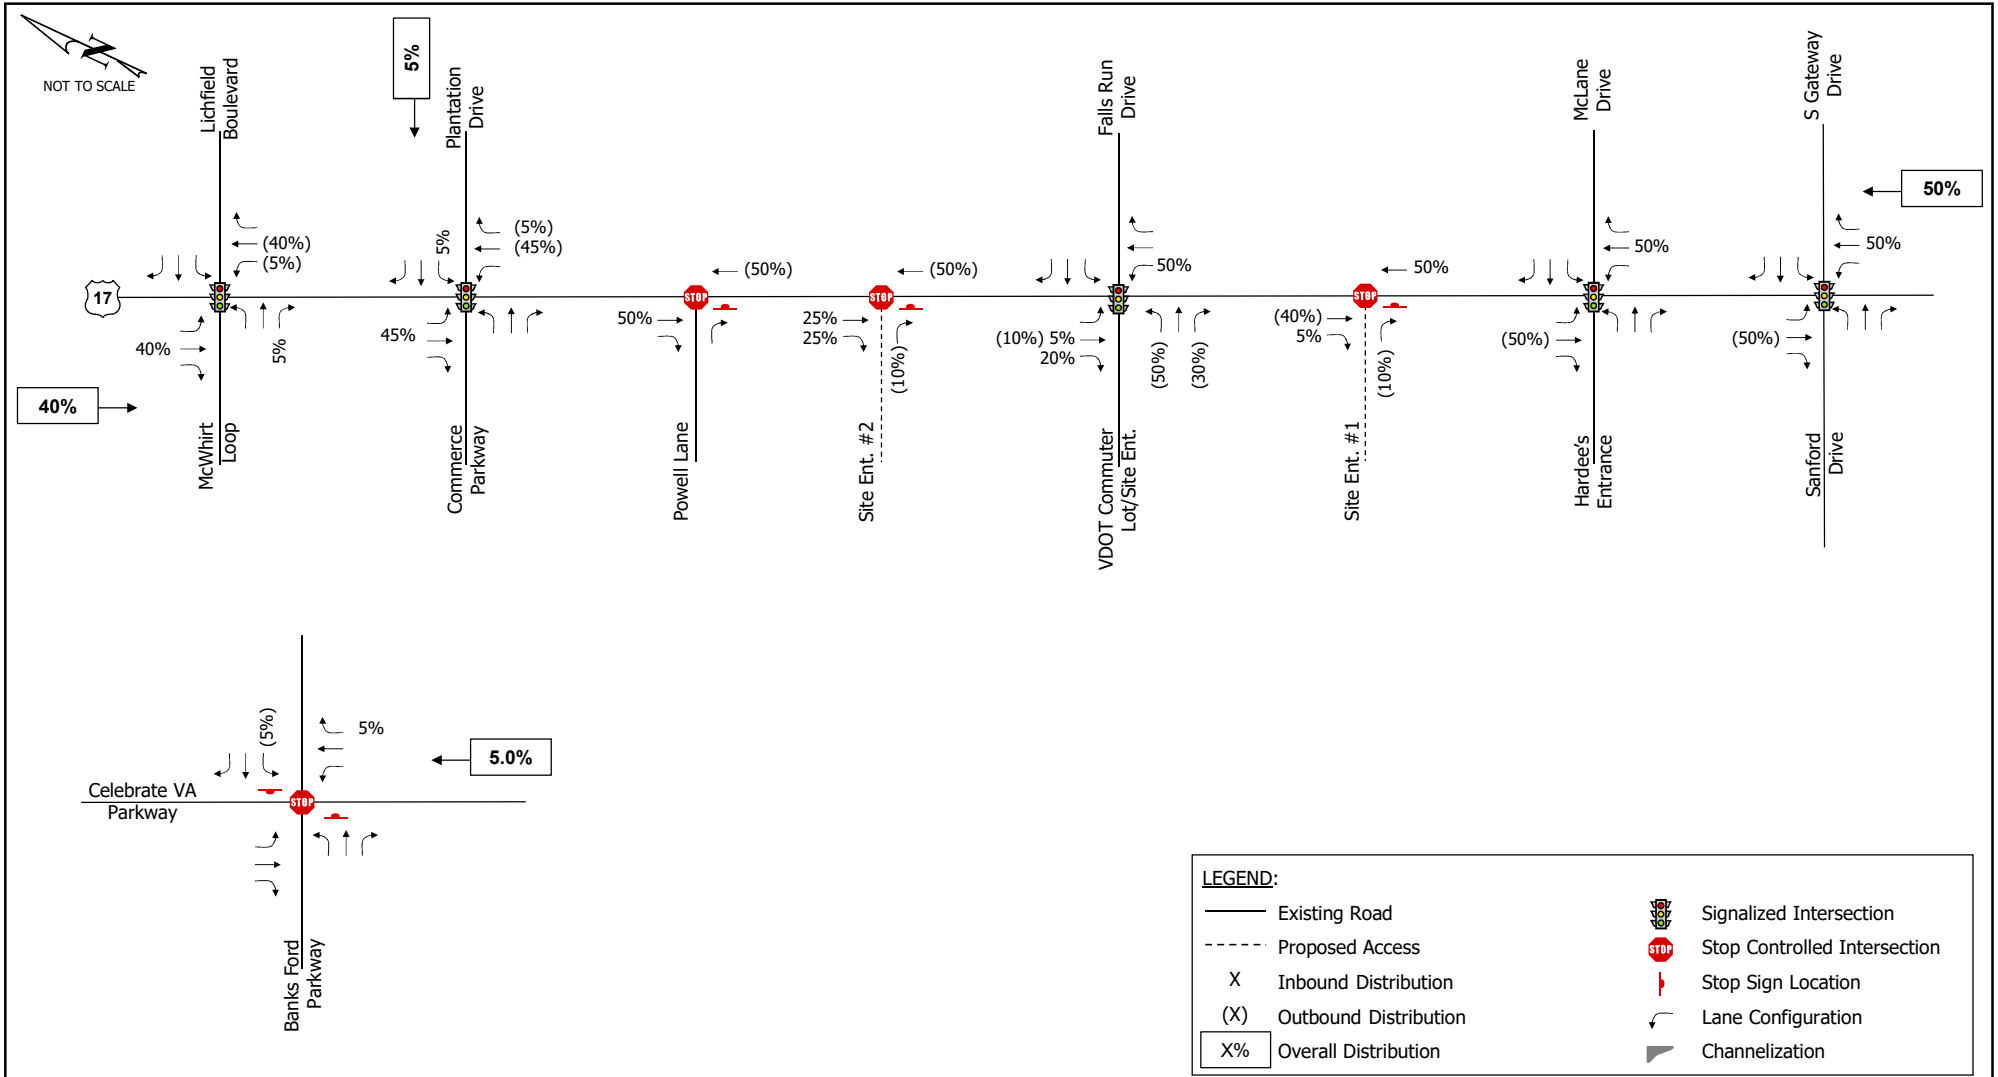 N
NOT TO SCALE
Lichfield
Boulevard
5%
Plantation
Drive
Falls Run
Drive
McLane
Drive
S Gateway
Drive
50%
17
(40%)
(5%)
40%
5%
40%
McWhirt
Loop
5%
(5%)
(45%)
45%
Commerce
Parkway
(50%)
50%
Powell Lane
STOP
(50%)
25%
25%
(10%)
Site Ent. #2
STOP
50%
(10%) 5%
20%
(50%)
(30%)
VDOT Commuter
Lot/Site Ent.
50%
(40%)
5%
(10%)
Site Ent. #1
STOP
50%
(50%)
Hardee's
Entrance
50%
(50%)
Sanford
Drive
(5%)
5%
5.0%
Celebrate VA
Parkway
STOP
Banks Ford
Parkway
LEGEND:
Existing Road
Proposed Access
X Inbound Distribution
(X) Outbound Distribution
X% Overall Distribution
Signalized Intersection
STOP Stop Controlled Intersection
Stop Sign Location
Lane Configuration
Channelization